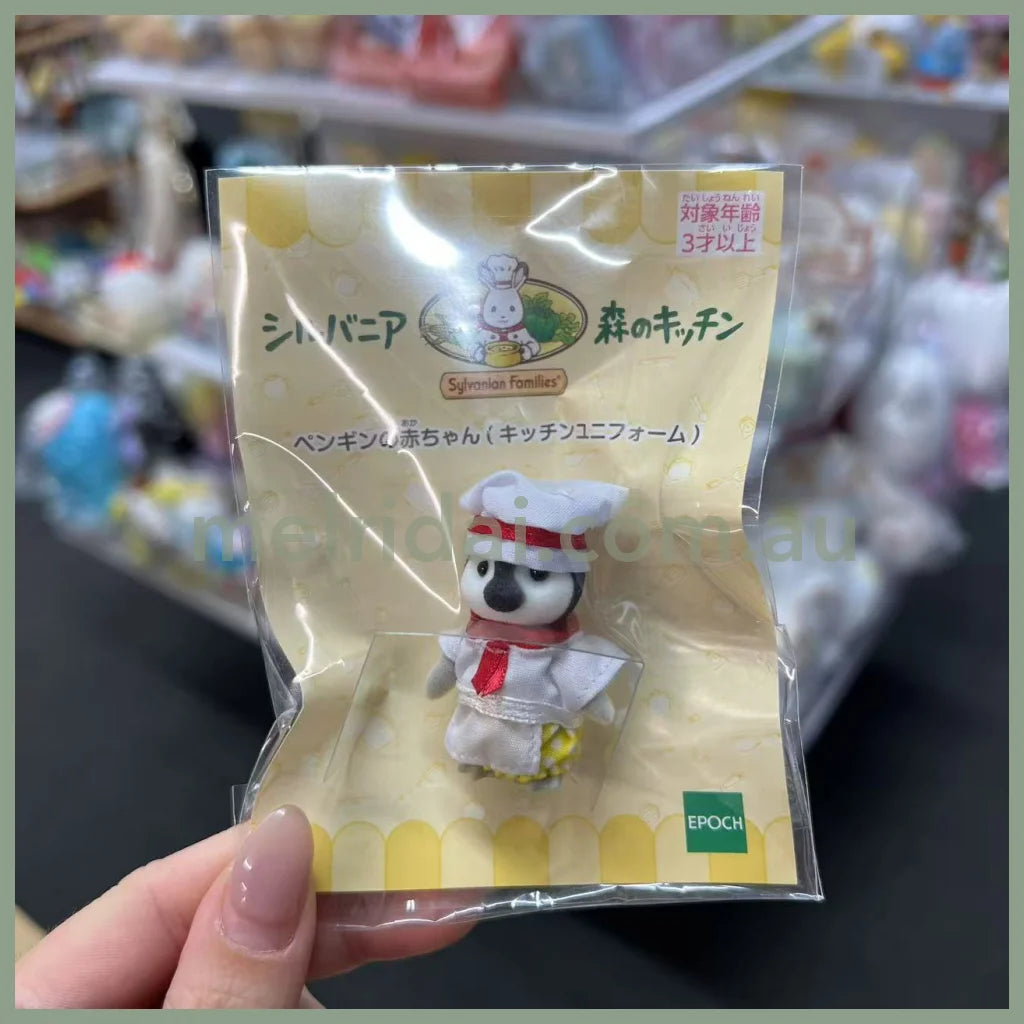 たいしょうねんれい
対象年齢
さいいじょう
3才以上
シルバニア 森のキッチン
Sylvanian Families®
あか
ペンギンの赤ちゃん(キッチンユニフォーム)
meiridai.com.au
EPOCH